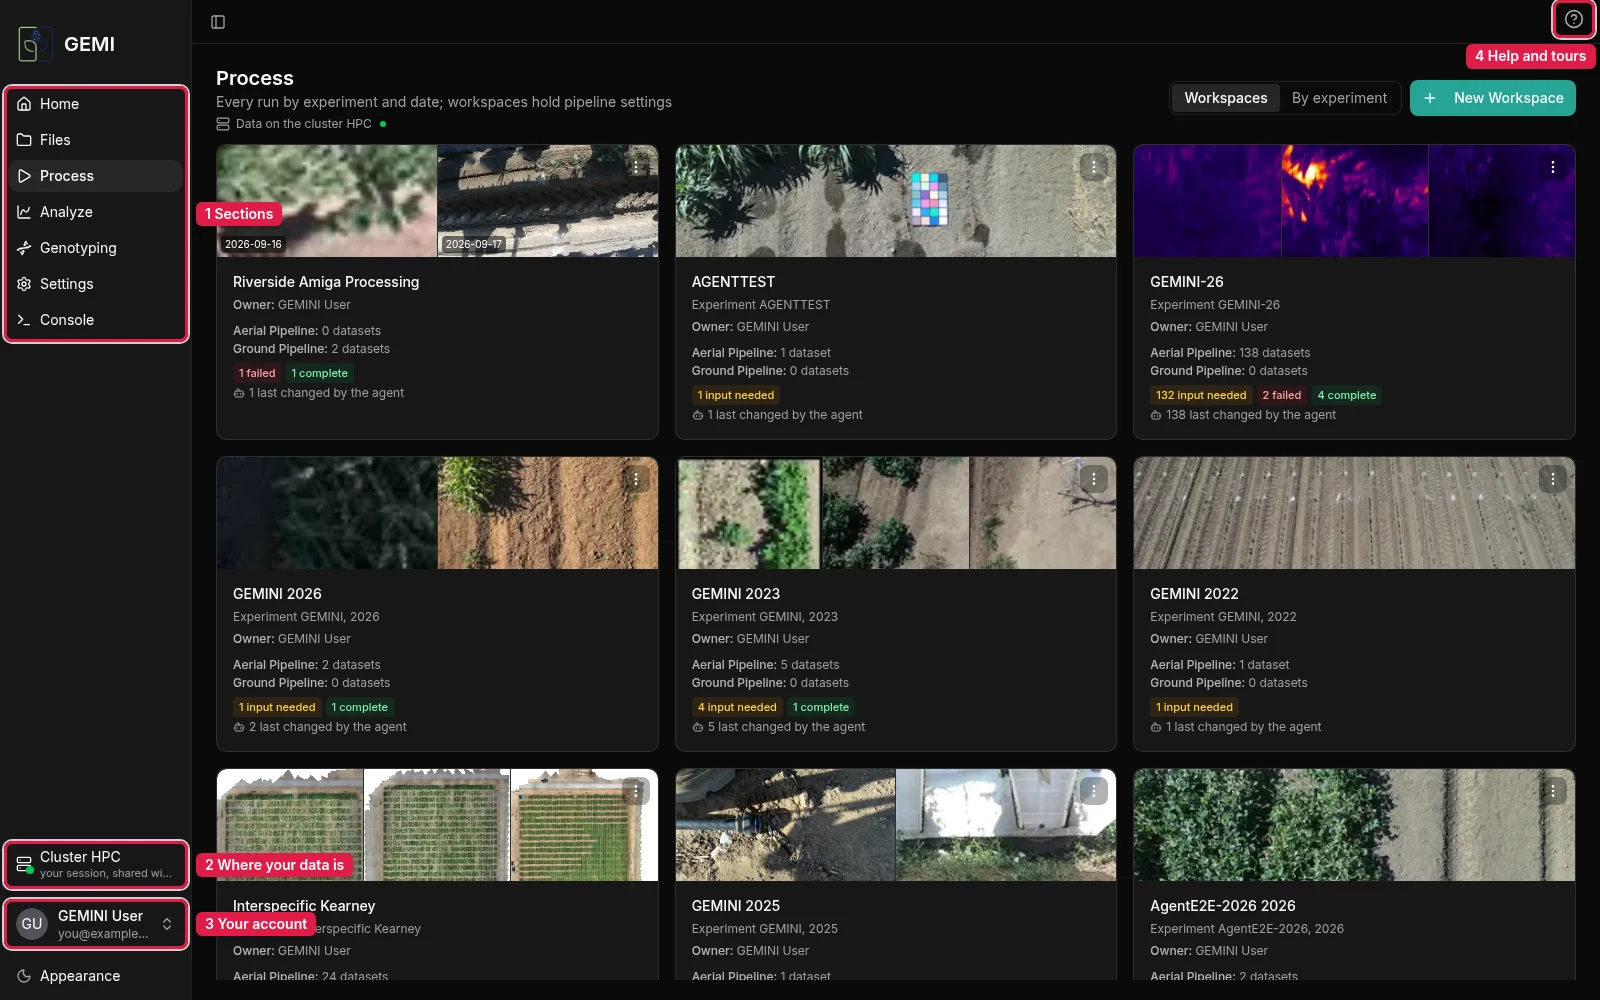 GEMI
Home
Files
Process
Analyze
Genotyping
Settings
Console
1 Sections
Cluster HPC
your session, shared wi...
2 Where your data is
GU
GEMINI User
you@example...
3 Your account
Appearance
4 Help and tours
Process
Every run by experiment and date; workspaces hold pipeline settings
Data on the cluster HPC
Workspaces
By experiment
+ New Workspace
2026-09-16
2026-09-17
Riverside Amiga Processing
Owner: GEMINI User
Aerial Pipeline: 0 datasets
Ground Pipeline: 2 datasets
1 failed
1 complete
1 last changed by the agent
AGENTTEST
Experiment AGENTTEST
Owner: GEMINI User
Aerial Pipeline: 1 dataset
Ground Pipeline: 0 datasets
1 input needed
1 last changed by the agent
GEMINI-26
Experiment GEMINI-26
Owner: GEMINI User
Aerial Pipeline: 138 datasets
Ground Pipeline: 0 datasets
132 input needed
2 failed
4 complete
138 last changed by the agent
GEMINI 2026
Experiment GEMINI, 2026
Owner: GEMINI User
Aerial Pipeline: 2 datasets
Ground Pipeline: 0 datasets
1 input needed
1 complete
2 last changed by the agent
GEMINI 2023
Experiment GEMINI, 2023
Owner: GEMINI User
Aerial Pipeline: 5 datasets
Ground Pipeline: 0 datasets
4 input needed
1 complete
5 last changed by the agent
GEMINI 2022
Experiment GEMINI, 2022
Owner: GEMINI User
Aerial Pipeline: 1 dataset
Ground Pipeline: 0 datasets
1 input needed
1 last changed by the agent
Interspecific Kearney
erspecific Kearney
Owner: GEMINI User
Aerial Pipeline: 24 datasets
GEMINI 2025
Experiment GEMINI, 2025
Owner: GEMINI User
Aerial Pipeline: 1 dataset
AgentE2E-2026 2026
Experiment AgentE2E-2026, 2026
Owner: GEMINI User
Aerial Pipeline: 2 datasets